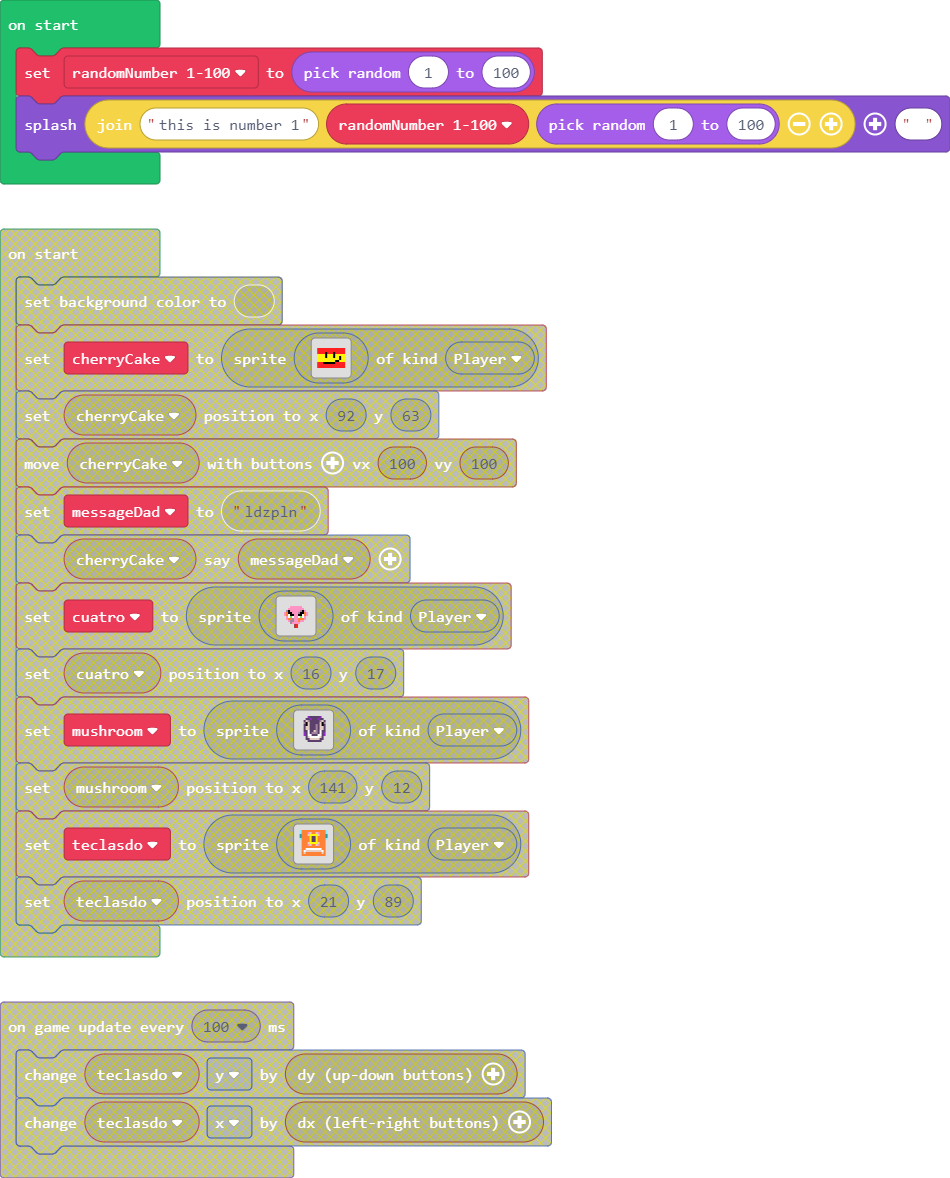 on start
set randomNumber 1-100 to pick random 1 to 100
splash join "this is number 1" randomNumber 1-100 pick random 1 to 100 " "
on start
set background color to
set cherryCake to sprite of kind Player
set cherryCake position to x 92 y 63
move cherryCake with buttons vx 100 vy 100
set messageDad to "ldzpln"
cherryCake say messageDad
set cuatro to sprite of kind Player
set cuatro position to x 16 y 17
set mushroom to sprite of kind Player
set mushroom position to x 141 y 12
set teclasdo to sprite of kind Player
set teclasdo position to x 21 y 89
on game update every 100 ms
change teclasdo y by dy (up-down buttons)
change teclasdo x by dx (left-right buttons)